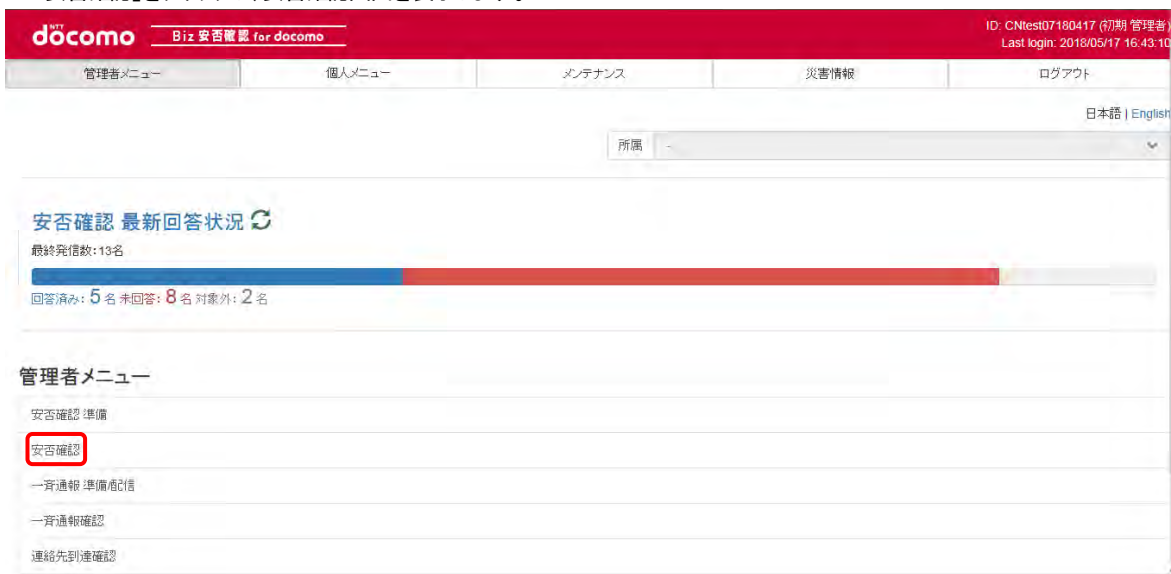 NTT
docomo Biz 安否確認 for docomo
ID: CNtest07180417 (初期 管理者)
Last login: 2018/05/17 16:43:10
管理者メニュー 個人メニュー メンテナンス 災害情報 ログアウト
日本語 | English
所属 -
安否確認 最新回答状況
最終発信数:13名
回答済み: 5 名 未回答: 8 名 対象外: 2 名
管理者メニュー
安否確認 準備
安否確認
一斉通報 準備/配信
一斉通報確認
連絡先到達確認